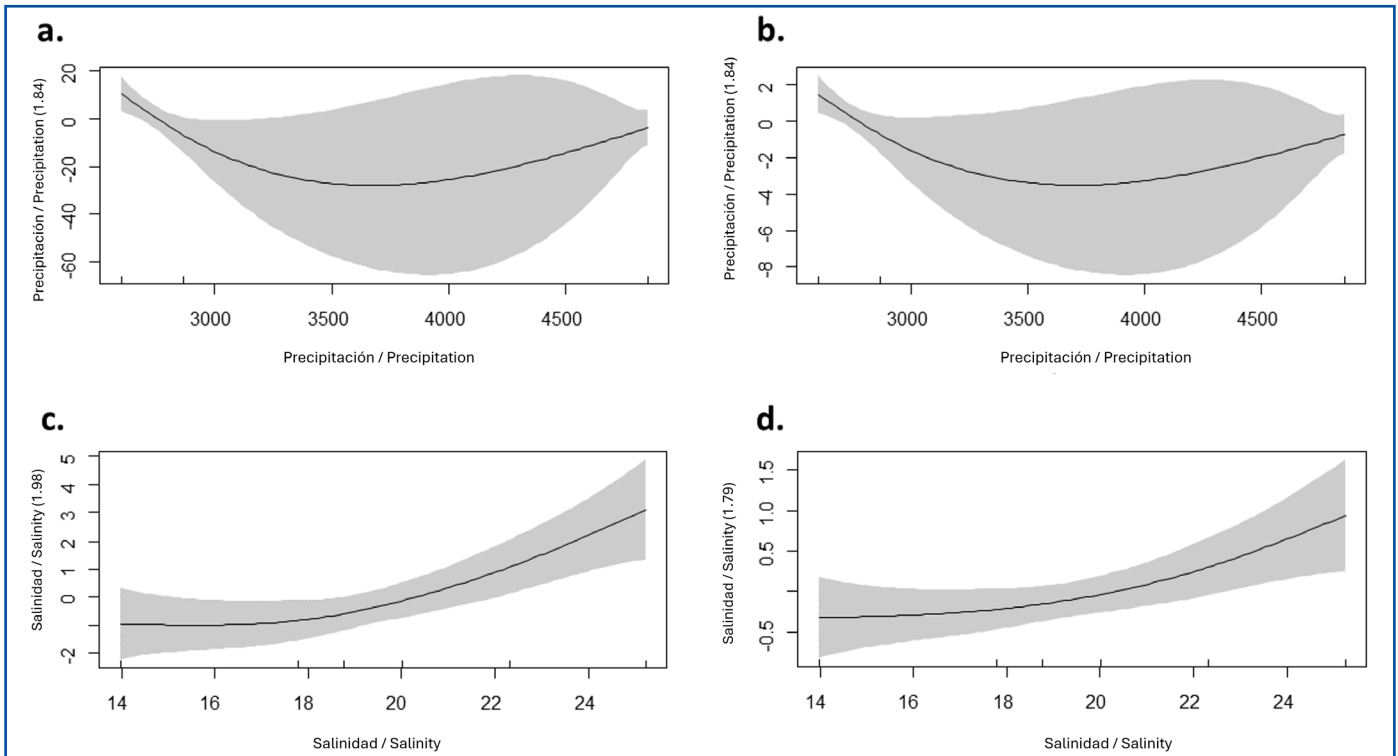 a.
Precipitación / Precipitation (1.84)
20
0
-20
-40
-60
3000 3500 4000 4500
Precipitación / Precipitation
b.
Precipitación / Precipitation (1.84)
2
0
-2
-4
-6
-8
3000 3500 4000 4500
Precipitación / Precipitation
c.
Salinidad / Salinity (1.98)
5
4
3
2
1
0
-2
14 16 18 20 22 24
Salinidad / Salinity
d.
Salinidad / Salinity (1.79)
1.5
1.0
0.5
-0.5
14 16 18 20 22 24
Salinidad / Salinity